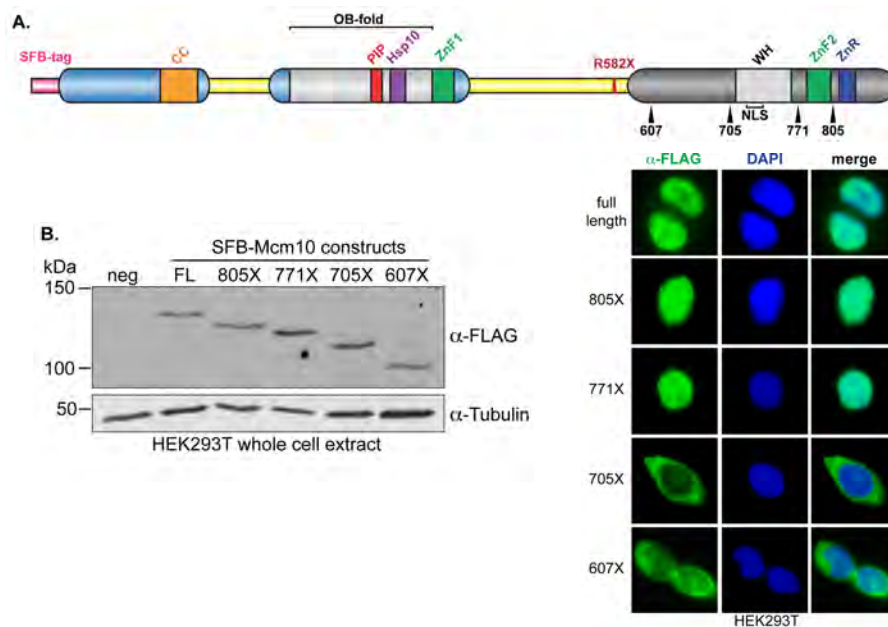 A.
OB-fold
SFB-tag CC PIP Hsp10 ZnF1 R582X WH ZnF2 ZnR
NLS
607 705 771 805
α-FLAG DAPI merge
full
length
805X
771X
705X
607X
HEK293T
B.
SFB-Mcm10 constructs
kDa neg FL 805X 771X 705X 607X
150
α-FLAG
100
50
α-Tubulin
HEK293T whole cell extract